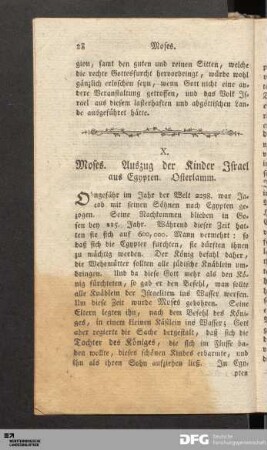 28 Moses.
gion, samt den guten und reinen Sitten, welche
die rechte Gottesfurcht hervorbringt, würde wohl
gänzlich erloschen seyn, wenn Gott nicht eine an-
dere Veranstaltung getroffen, und das Volk Is-
rael aus diesem lasterhaften und abgöttischen Lan-
de ausgeführt hätte.
X.
Moses. Auszug der Kinder Israel
aus Egypten. Osterlamm.
Ohngefähr im Jahr der Welt 2298. war Ja-
cob mit seinen Söhnen nach Egypten ge-
zogen. Seine Nachkommen blieben in Go-
sen bey 215. Jahr. Während dieser Zeit hat-
ten sie sich auf 600,000. Mann vermehrt: so
daß sich die Egypter fürchten, sie dürften ihnen
zu mächtig werden. Der König befahl daher,
die Wehemütter sollten alle jüdische Knäblein um-
bringen. Und da diese Gott mehr als den Kö-
nig fürchteten, so gab er den Befehl, man sollte
alle Knäblein der Israeliten ins Wasser werfen.
Um diese Zeit wurde Moses gebohren. Seine
Eltern legten ihn, nach dem Befehl des Köni-
ges, in einem kleinen Kästlein ins Wasser; Gott
aber regierte die Sache dergestalt, daß sich die
Tochter des Königes, die sich im Flusse ba-
den wollte, dieses schönen Kindes erbarmte, und
ihn als ihren Sohn aufziehen ließ. In Egy-
pten
DFG